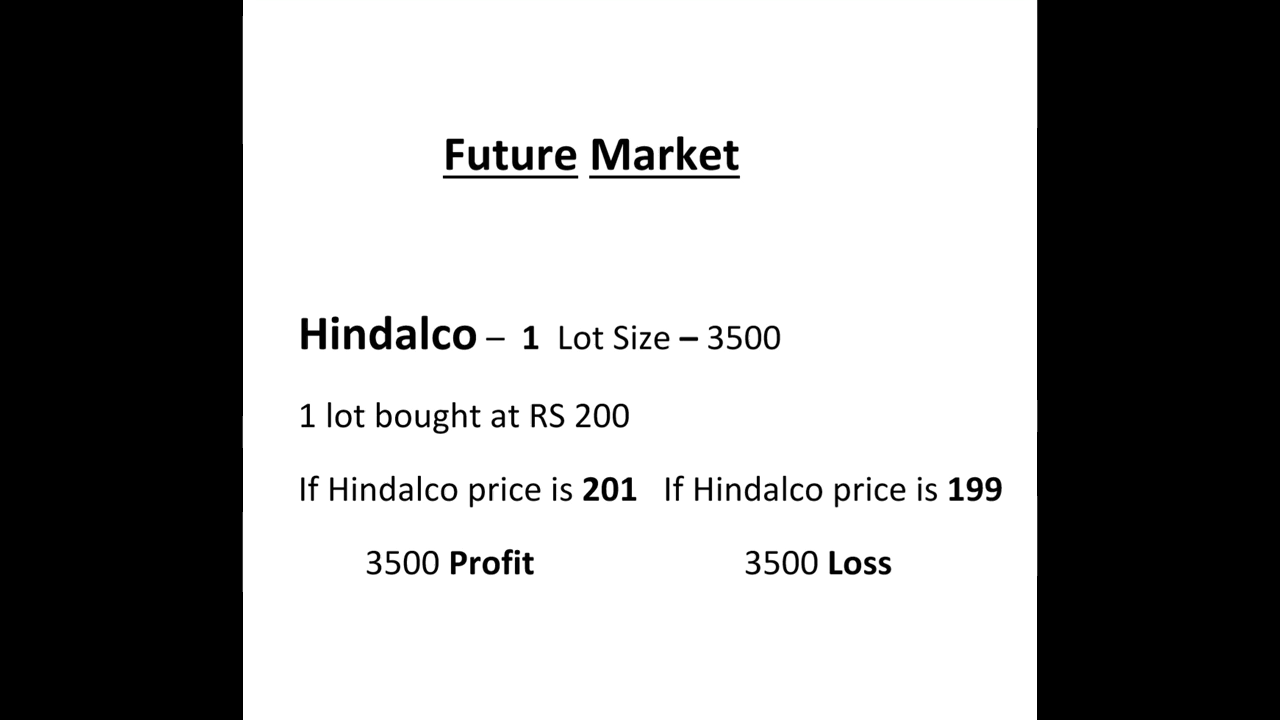 Future Market
Hindalco – 1 Lot Size – 3500
1 lot bought at RS 200
If Hindalco price is 201 If Hindalco price is 199
3500 Profit 3500 Loss